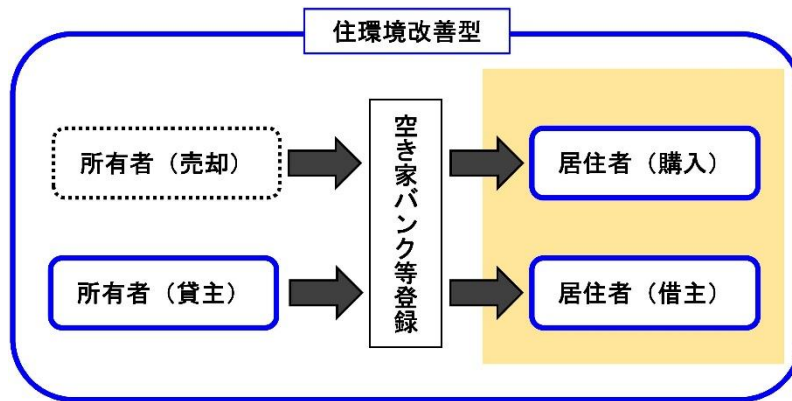 住環境改善型
所有者（売却）
空き家バンク等登録
居住者（購入）
所有者（貸主）
居住者（借主）